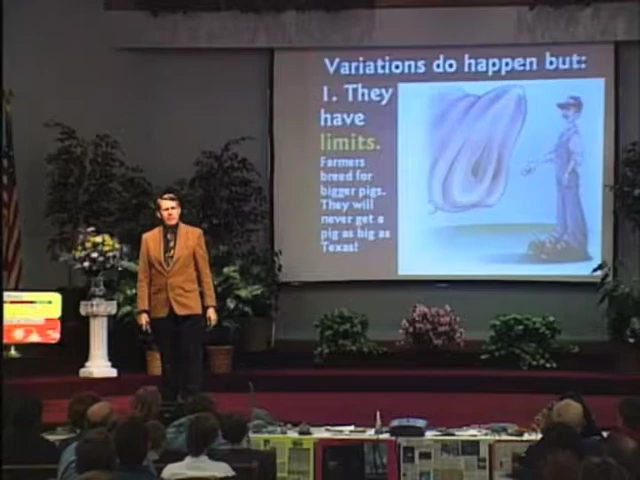 Variations do happen but:
1. They
have
limits.
Farmers
breed for
bigger pigs.
They will
never get a
pig as big as
Texas!